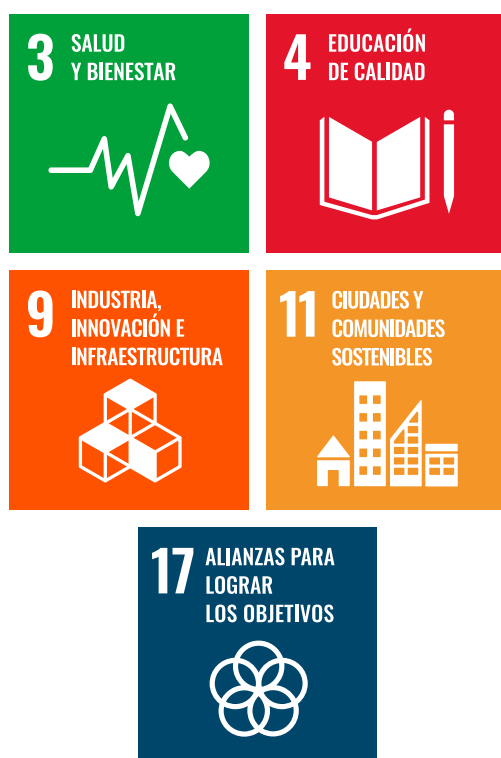 3 SALUD
Y BIENESTAR
4 EDUCACIÓN
DE CALIDAD
9 INDUSTRIA,
INNOVACIÓN E
INFRAESTRUCTURA
11 CIUDADES Y
COMUNIDADES
SOSTENIBLES
17 ALIANZAS PARA
LOGRAR
LOS OBJETIVOS